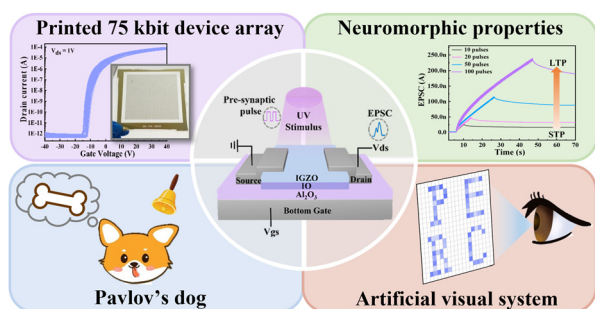 Printed 75 kbit device array
Neuromorphic properties
1E-4
1E-5
1E-6
1E-7
1E-8
1E-9
1E-10
1E-11
1E-12
Drain current (A)
Vds = 1V
-40 -30 -20 -10 0 10 20 30 40
Gate Voltage (V)
Pre-synaptic
pulse
UV
Stimulus
EPSC
Vds
Source
Drain
IGZO
IO
Al2O3
Bottom Gate
Vgs
250.0n
200.0n
150.0n
100.0n
50.0n
0.0
EPSC (A)
10 pulses
20 pulses
50 pulses
100 pulses
LTP
STP
0 10 20 30 40 50 60 70
Time (s)
P E
R C
Pavlov's dog
Artificial visual system